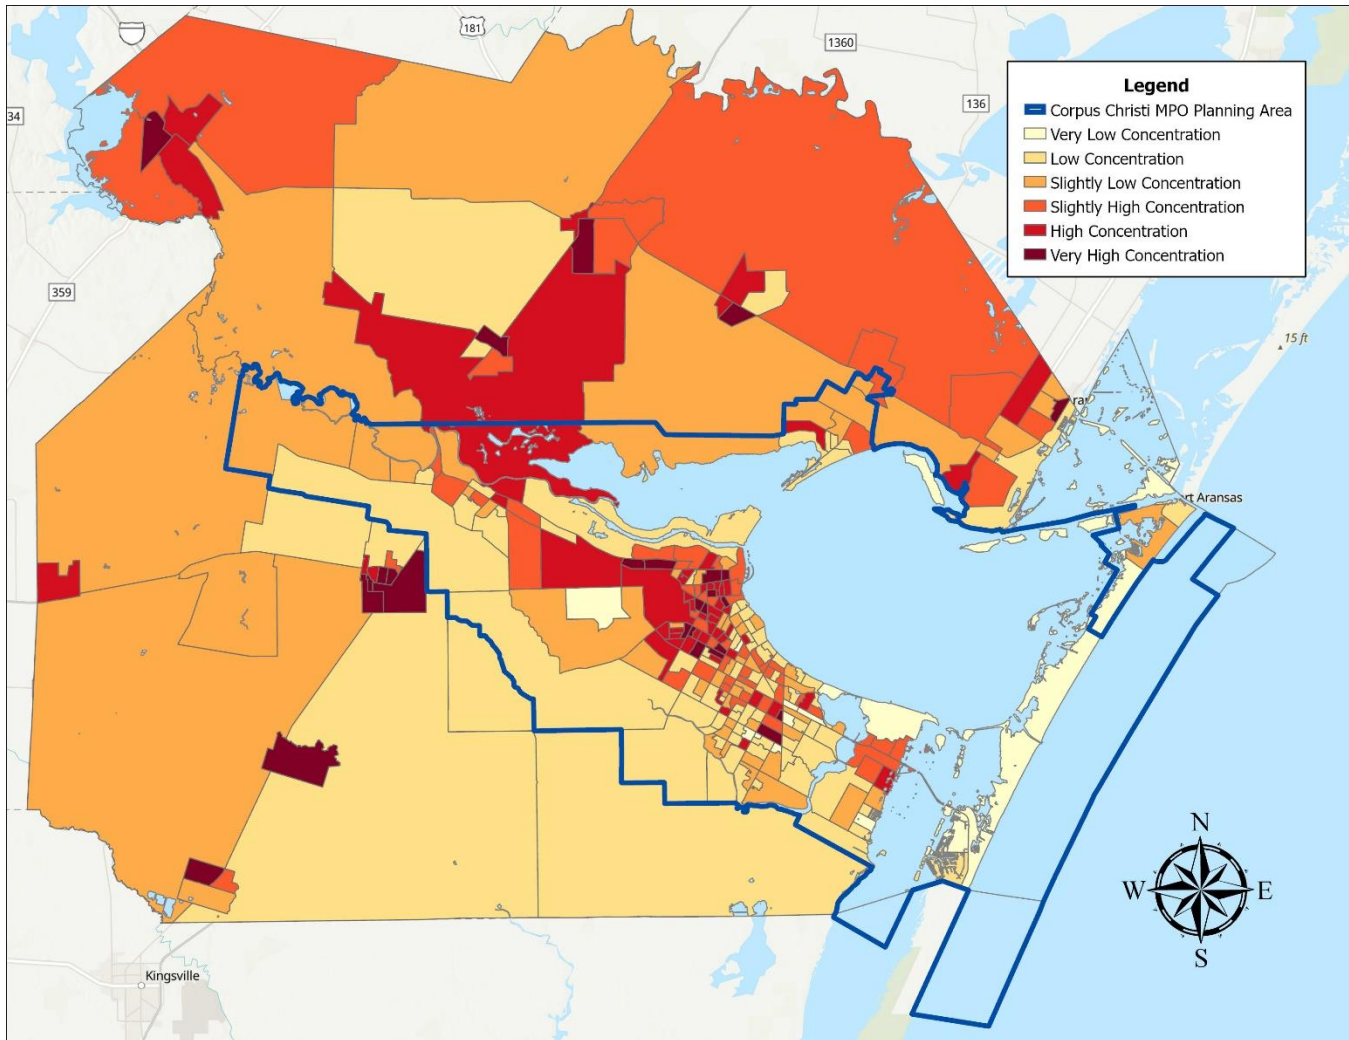 181
1360
136
34
359
Legend
Corpus Christi MPO Planning Area
Very Low Concentration
Low Concentration
Slightly Low Concentration
Slightly High Concentration
High Concentration
Very High Concentration
15 ft
Aransas
Kingsville
N
W
E
S